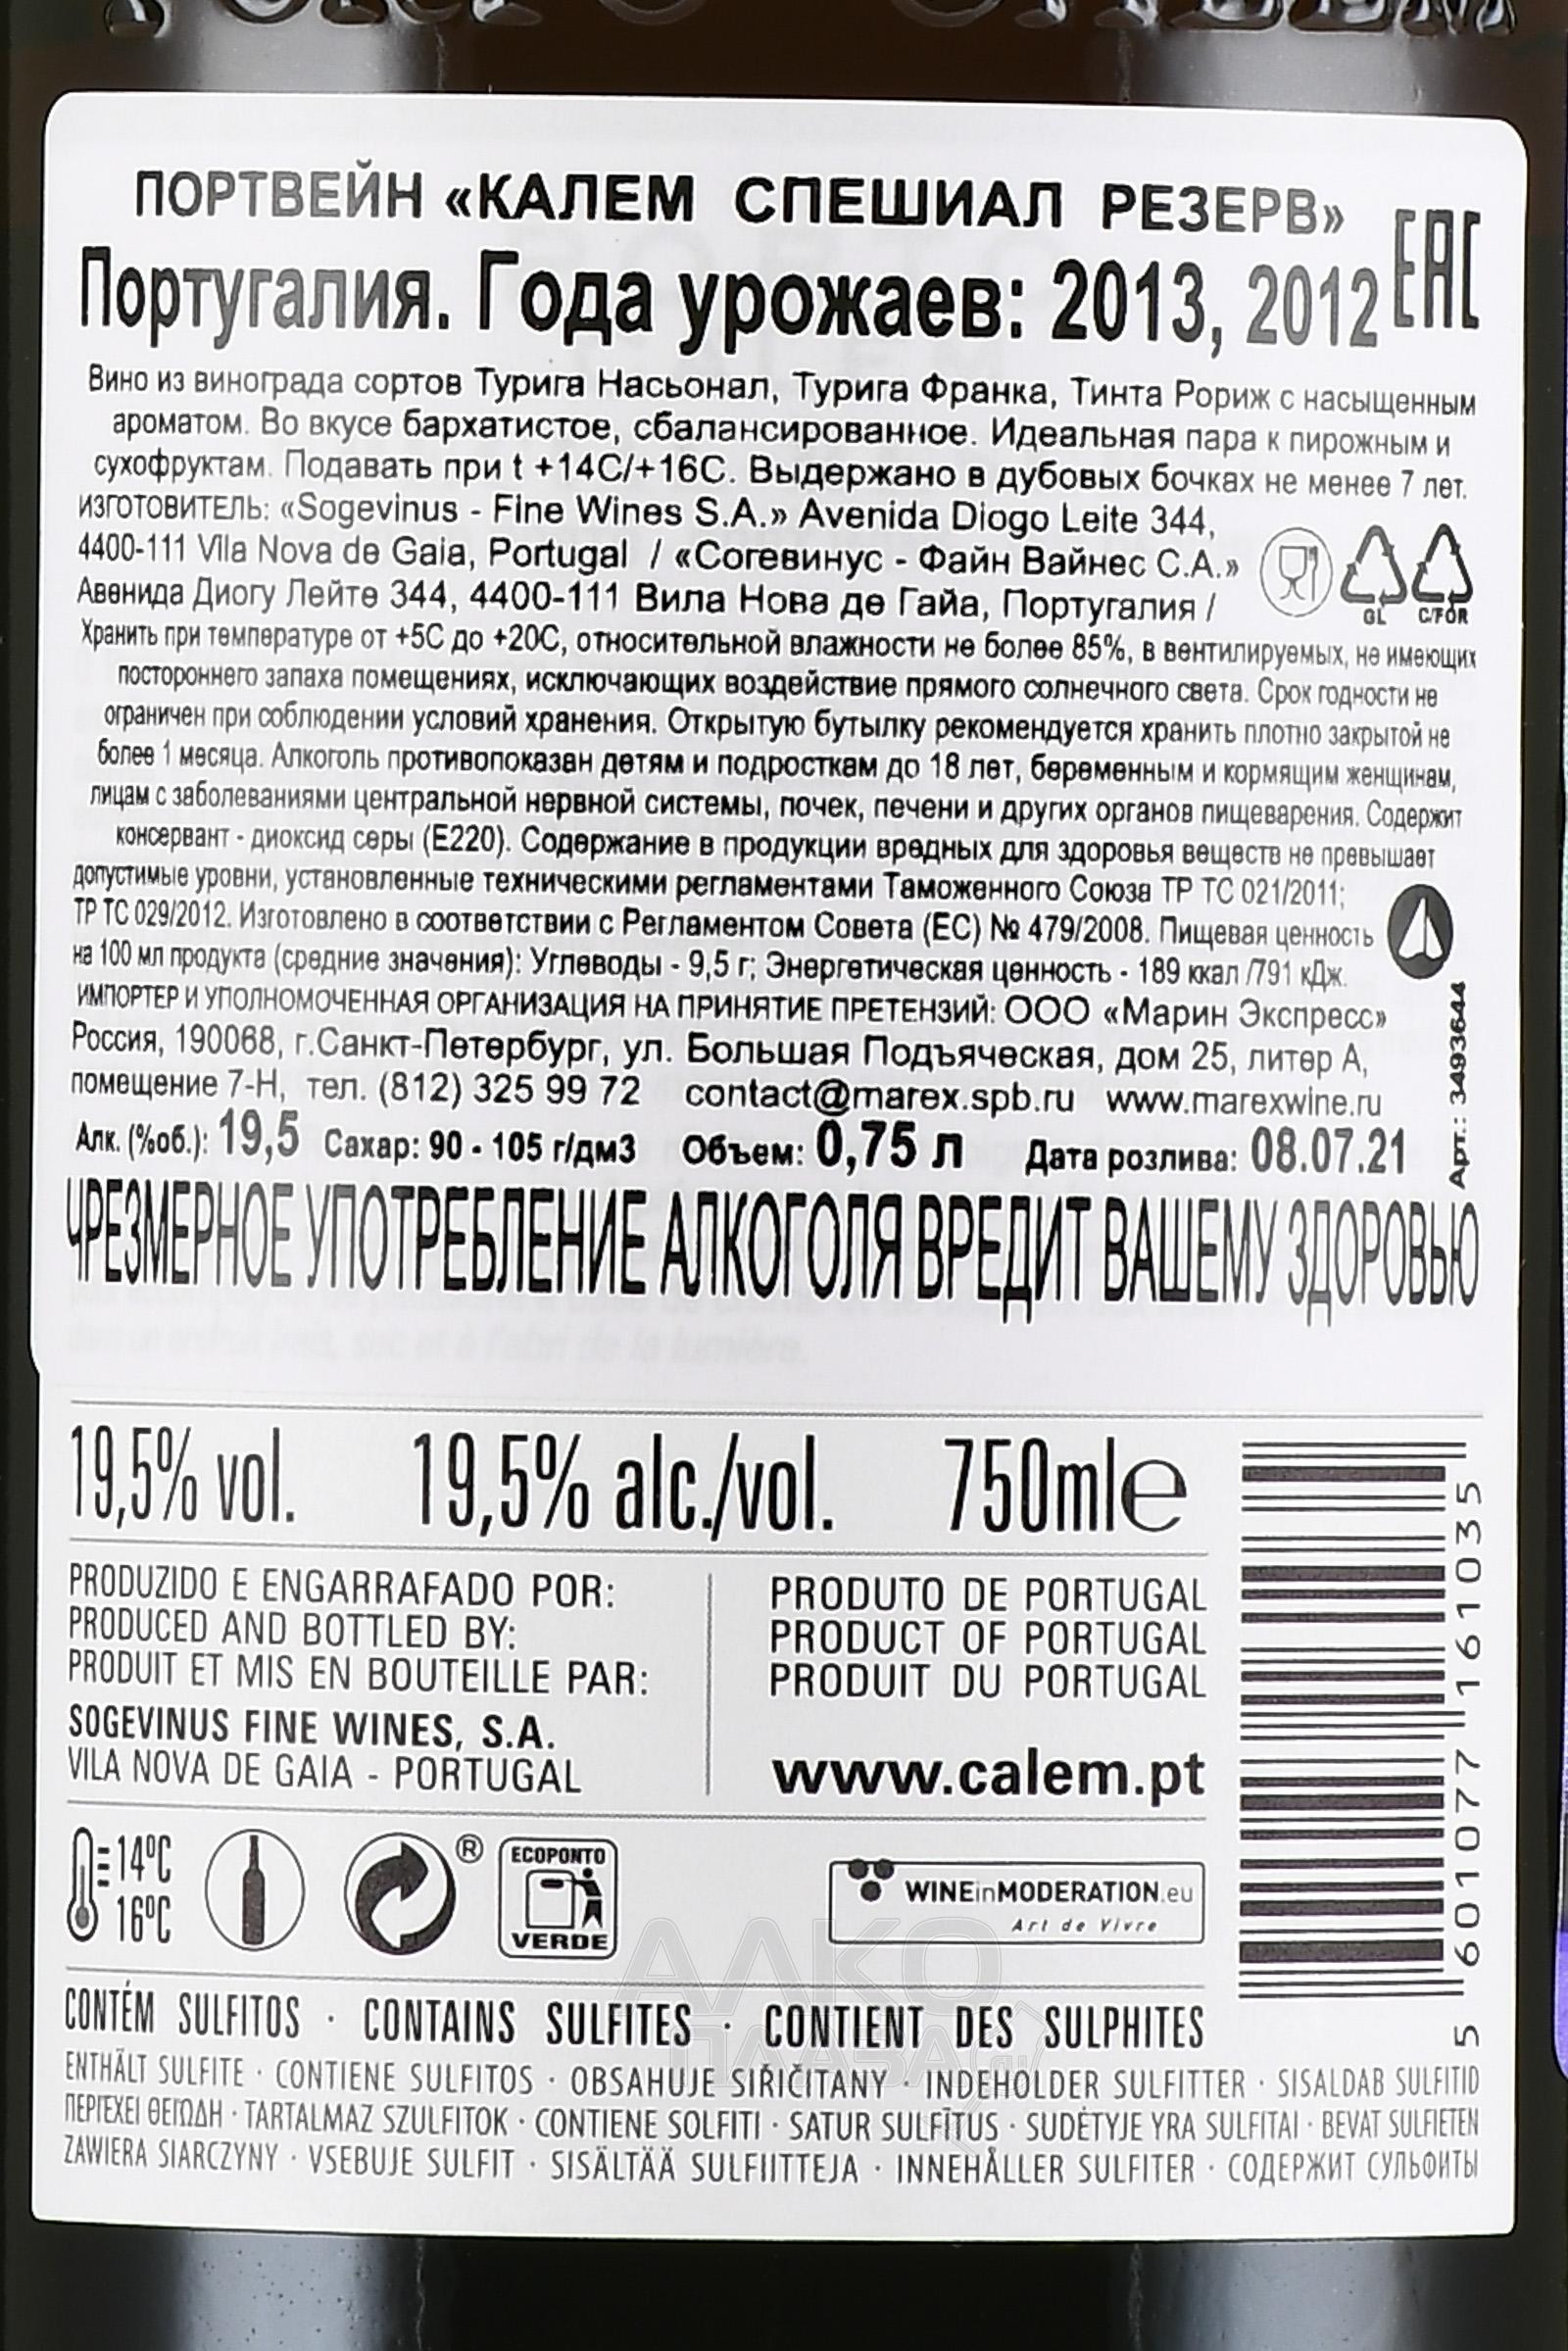 ПОРТВЕЙН «КАЛЕМ СПЕШИАЛ РЕЗЕРВ»
EAC
Португалия. Года урожаев: 2013, 2012
Вино из винограда сортов Турига Насьонал, Турига Франка, Тинта Рориж с насыщенным
ароматом. Во вкусе бархатистое, сбалансированное. Идеальная пара к пирожным и
сухофруктам. Подавать при t +14С/+16С. Выдержано в дубовых бочках не менее 7 лет.
ИЗГОТОВИТЕЛЬ: «Sogevinus - Fine Wines S.A.» Avenida Diogo Leite 344,
4400-111 Vila Nova de Gaia, Portugal / «Согевинус - Файн Вайнес С.А.»
Авенида Диогу Лейте 344, 4400-111 Вила Нова де Гайа, Португалия /
GL C/FOR
Хранить при температуре от +5С до +20С, относительной влажности не более 85%, в вентилируемых, не имеющих
постороннего запаха помещениях, исключающих воздействие прямого солнечного света. Срок годности не
ограничен при соблюдении условий хранения. Открытую бутылку рекомендуется хранить плотно закрытой не
более 1 месяца. Алкоголь противопоказан детям и подросткам до 18 лет, беременным и кормящим женщинам,
лицам с заболеваниями центральной нервной системы, почек, печени и других органов пищеварения. Содержит
консервант - диоксид серы (Е220). Содержание в продукции вредных для здоровья веществ не превышает
допустимые уровни, установленные техническими регламентами Таможенного Союза ТР ТС 021/2011;
ТР ТС 029/2012. Изготовлено в соответствии с Регламентом Совета (ЕС) № 479/2008. Пищевая ценность
на 100 мл продукта (средние значения): Углеводы - 9,5 г; Энергетическая ценность - 189 ккал /791 кДж.
ИМПОРТЕР И УПОЛНОМОЧЕННАЯ ОРГАНИЗАЦИЯ НА ПРИНЯТИЕ ПРЕТЕНЗИЙ: ООО «Марин Экспресс»
Россия, 190068, г.Санкт-Петербург, ул. Большая Подъяческая, дом 25, литер А,
помещение 7-Н, тел. (812) 325 99 72 contact@marex.spb.ru www.marexwine.ru
Арт.: 3493644
Алк. (%об.): 19,5 Сахар: 90 - 105 г/дм3 Объем: 0,75 л Дата розлива: 08.07.21
ЧРЕЗМЕРНОЕ УПОТРЕБЛЕНИЕ АЛКОГОЛЯ ВРЕДИТ ВАШЕМУ ЗДОРОВЬЮ
19,5% vol. 19,5% alc./vol. 750ml e
PRODUZIDO E ENGARRAFADO POR:
PRODUCED AND BOTTLED BY:
PRODUIT ET MIS EN BOUTEILLE PAR:
SOGEVINUS FINE WINES, S.A.
VILA NOVA DE GAIA - PORTUGAL
PRODUTO DE PORTUGAL
PRODUCT OF PORTUGAL
PRODUIT DU PORTUGAL
www.calem.pt
5 601077 161035
14ºC
16ºC
®
ECOPONTO
VERDE
WINEinMODERATION.eu
Art de Vivre
АЛКО
ПЛАЗА.ru
CONTÉM SULFITOS · CONTAINS SULFITES · CONTIENT DES SULPHITES
ENTHÄLT SULFITE · CONTIENE SULFITOS · OBSAHUJE SIŘIČITANY · INDEHOLDER SULFITTER · SISALDAB SULFITID
ΠΕΡΙΕΧΕΙ ΘΕΙΩΔΗ · TARTALMAZ SZULFITOK · CONTIENE SOLFITI · SATUR SULFĪTUS · SUDĖTYJE YRA SULFITAI · BEVAT SULFIETEN
ZAWIERA SIARCZYNY · VSEBUJE SULFIT · SISÄLTÄÄ SULFIITTEJA · INNEHÅLLER SULFITER · СОДЕРЖИТ СУЛЬФИТЫ